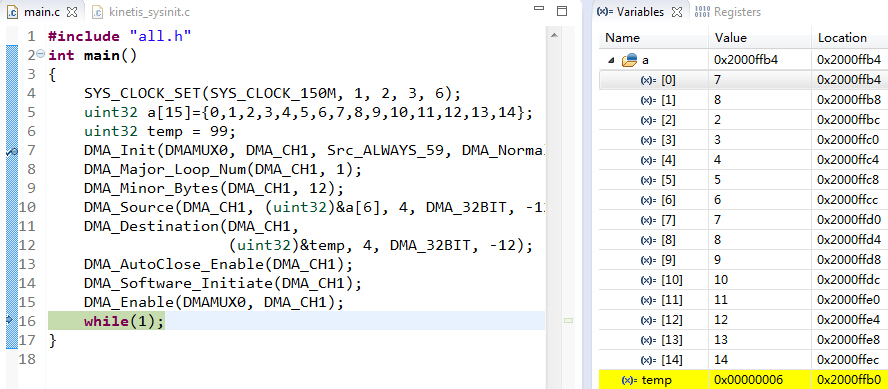 main.c
kinetis_sysinit.c
1 #include "all.h"
2 int main()
3 {
4 SYS_CLOCK_SET(SYS_CLOCK_150M, 1, 2, 3, 6);
5 uint32 a[15]={0,1,2,3,4,5,6,7,8,9,10,11,12,13,14};
6 uint32 temp = 99;
7 DMA_Init(DMAMUX0, DMA_CH1, Src_ALWAYS_59, DMA_Norma
8 DMA_Major_Loop_Num(DMA_CH1, 1);
9 DMA_Minor_Bytes(DMA_CH1, 12);
10 DMA_Source(DMA_CH1, (uint32)&a[6], 4, DMA_32BIT, -12
11 DMA_Destination(DMA_CH1,
12 (uint32)&temp, 4, DMA_32BIT, -12);
13 DMA_AutoClose_Enable(DMA_CH1);
14 DMA_Software_Initiate(DMA_CH1);
15 DMA_Enable(DMAMUX0, DMA_CH1);
16 while(1);
17 }
18
(x)= Variables
1010 0101 Registers
Name Value Location
a 0x2000ffb4 0x2000ffb4
(x)= [0] 7 0x2000ffb4
(x)= [1] 8 0x2000ffb8
(x)= [2] 2 0x2000ffbc
(x)= [3] 3 0x2000ffc0
(x)= [4] 4 0x2000ffc4
(x)= [5] 5 0x2000ffc8
(x)= [6] 6 0x2000ffcc
(x)= [7] 7 0x2000ffd0
(x)= [8] 8 0x2000ffd4
(x)= [9] 9 0x2000ffd8
(x)= [10] 10 0x2000ffdc
(x)= [11] 11 0x2000ffe0
(x)= [12] 12 0x2000ffe4
(x)= [13] 13 0x2000ffe8
(x)= [14] 14 0x2000ffec
(x)= temp 0x00000006 0x2000ffb0